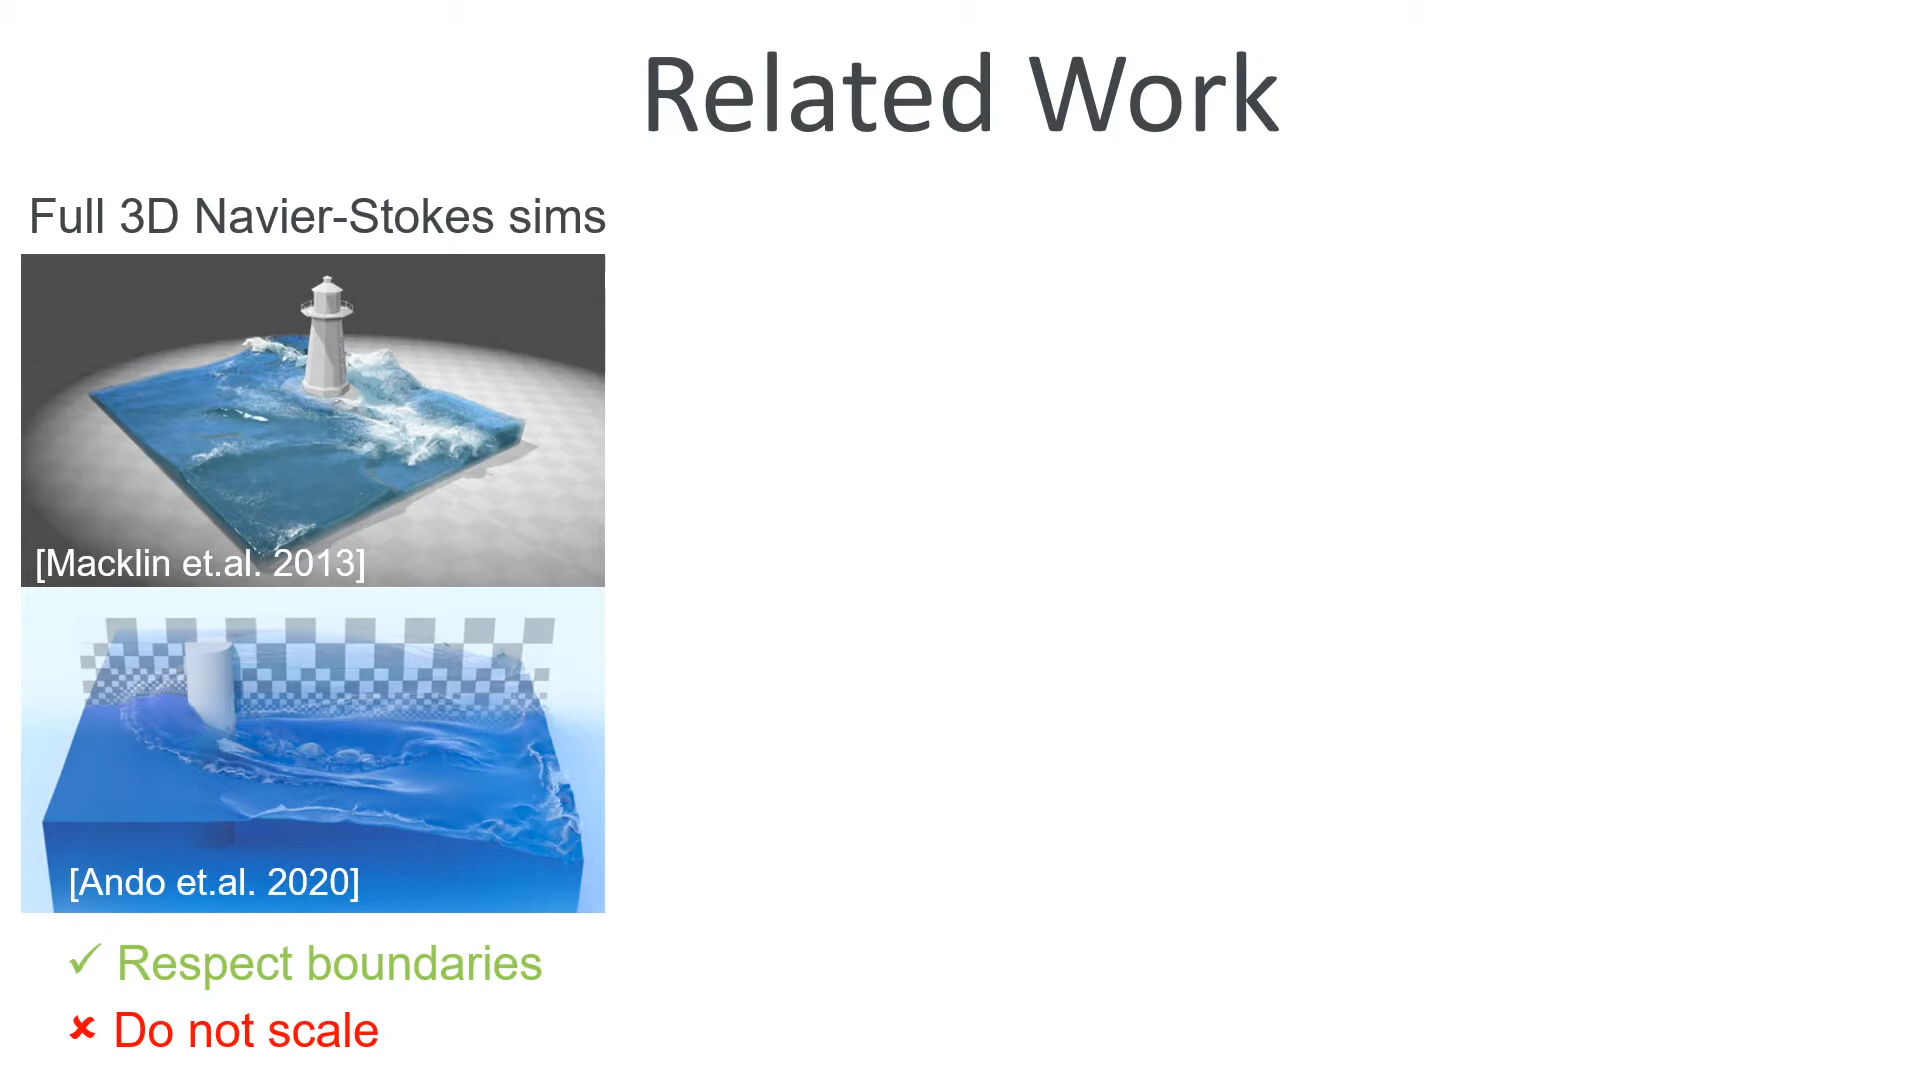 Related Work
Full 3D Navier-Stokes sims
[Macklin et.al. 2013]
[Ando et.al. 2020]
✓ Respect boundaries
✘ Do not scale